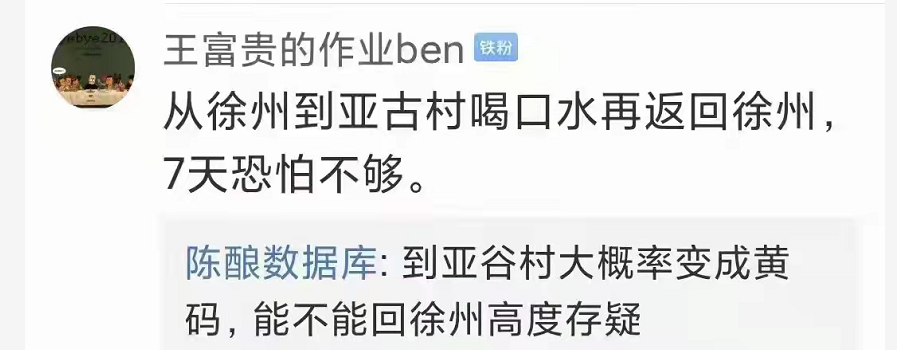 王富贵的作业ben 铁粉
从徐州到亚古村喝口水再返回徐州，
7天恐怕不够。
陈酿数据库: 到亚谷村大概率变成黄
码，能不能回徐州高度存疑